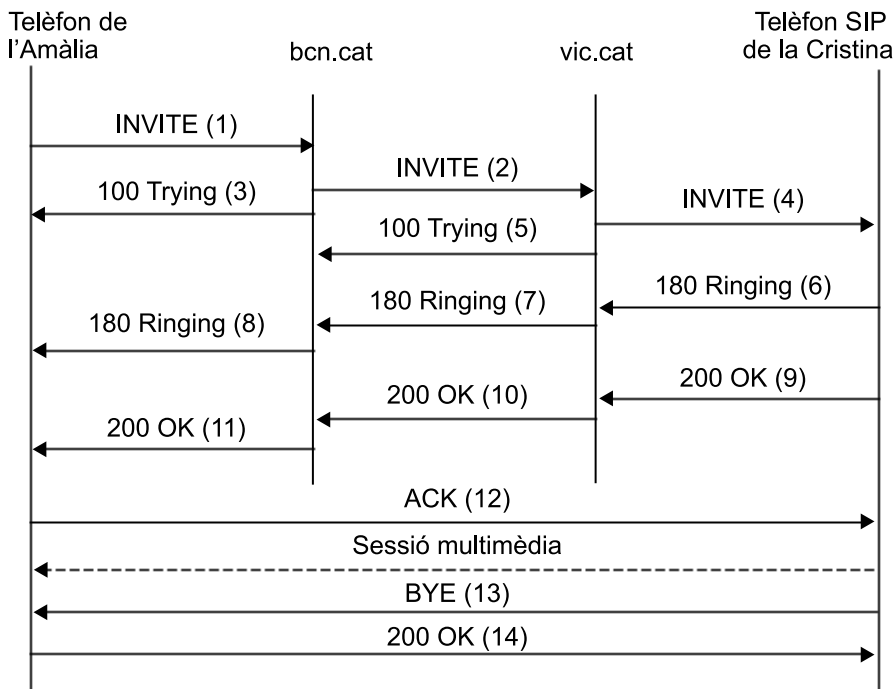 Telèfon de
l'Amàlia
bcn.cat
vic.cat
Telèfon SIP
de la Cristina
INVITE (1)
INVITE (2)
100 Trying (3)
INVITE (4)
100 Trying (5)
180 Ringing (6)
180 Ringing (7)
180 Ringing (8)
200 OK (9)
200 OK (10)
200 OK (11)
ACK (12)
Sessió multimèdia
BYE (13)
200 OK (14)